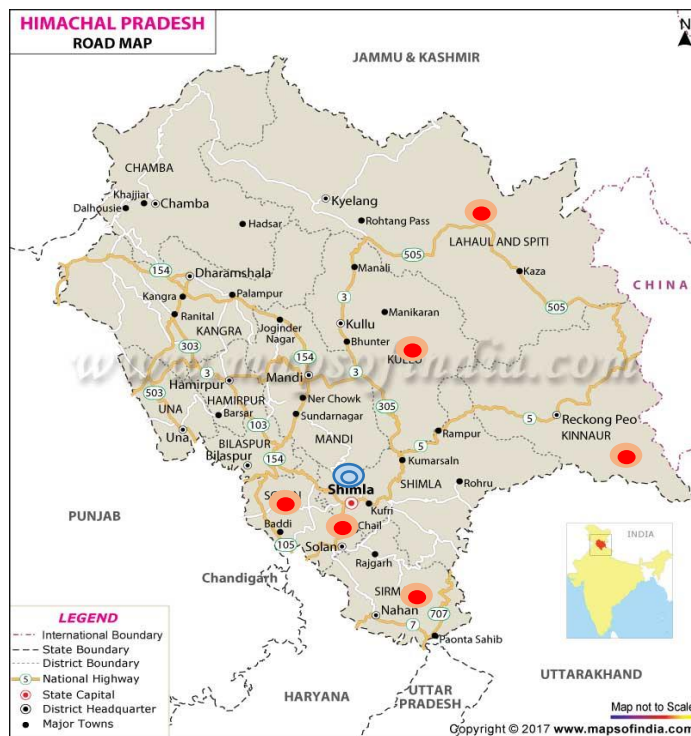 HIMACHAL PRADESH
ROAD MAP
N
JAMMU & KASHMIR
CHAMBA
Khajjiar
Dalhousie
Chamba
Kyelang
Hadsar
Rohtang Pass
LAHAUL AND SPITI
505
154
Dharamshala
Manali
Kaza
CHINA
Kangra
Palampur
3
505
Ranital
Manikaran
KANGRA
Joginder
Nagar
Kullu
303
Bhunter
154
KULLU
www.mapsofindia.com
3
Hamirpur
Mandi
3
503
UNA
HAMIRPUR
Ner Chowk
305
Barsar
103
Sundarnagar
5
Reckong Peo
Una
BILASPUR
MANDI
Rampur
KINNAUR
5
Bilaspur
154
Kumarsaln
Shimla
SHIMLA
Rohru
Kufri
PUNJAB
Baddi
Chail
105
Solan
INDIA
Rajgarh
Chandigarh
Nahan
707
7
Paonta Sahib
LEGEND
International Boundary
State Boundary
District Boundary
5 National Highway
State Capital
District Headquarter
Major Towns
HARYANA
UTTAR
PRADESH
UTTARAKHAND
Map not to Scale
Copyright © 2017 www.mapsofindia.com